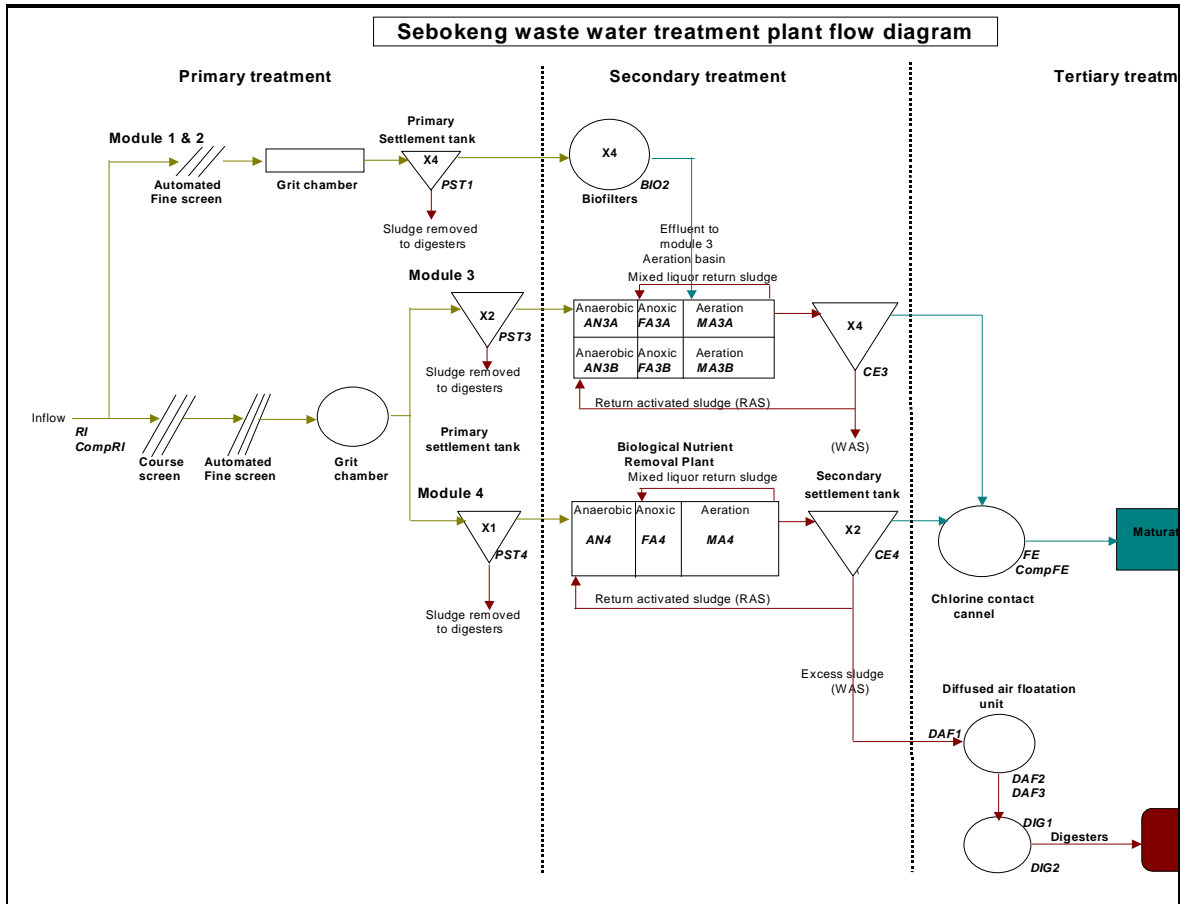 Sebokeng waste water treatment plant flow diagram
Primary treatment
Secondary treatment
Tertiary treatm
Module 1 & 2
Primary
Settlement tank
X4
PST1
Automated
Fine screen
Grit chamber
Sludge removed
to digesters
X4
BIO2
Biofilters
Effluent to
module 3
Aeration basin
Mixed liquor return sludge
Module 3
X2
PST3
Sludge removed
to digesters
Anaerobic
AN3A
Anoxic
FA3A
Aeration
MA3A
Anaerobic
AN3B
Anoxic
FA3B
Aeration
MA3B
X4
CE3
Return activated sludge (RAS)
(WAS)
Inflow
RI
CompRI
Course
screen
Automated
Fine screen
Grit
chamber
Primary
settlement tank
Module 4
X1
PST4
Sludge removed
to digesters
Biological Nutrient
Removal Plant
Mixed liquor return sludge
Anaerobic
AN4
Anoxic
FA4
Aeration
MA4
Secondary
settlement tank
X2
CE4
Return activated sludge (RAS)
Excess sludge
(WAS)
FE
CompFE
Chlorine contact
cannel
Maturat
Diffused air floatation
unit
DAF1
DAF2
DAF3
DIG1
Digesters
DIG2